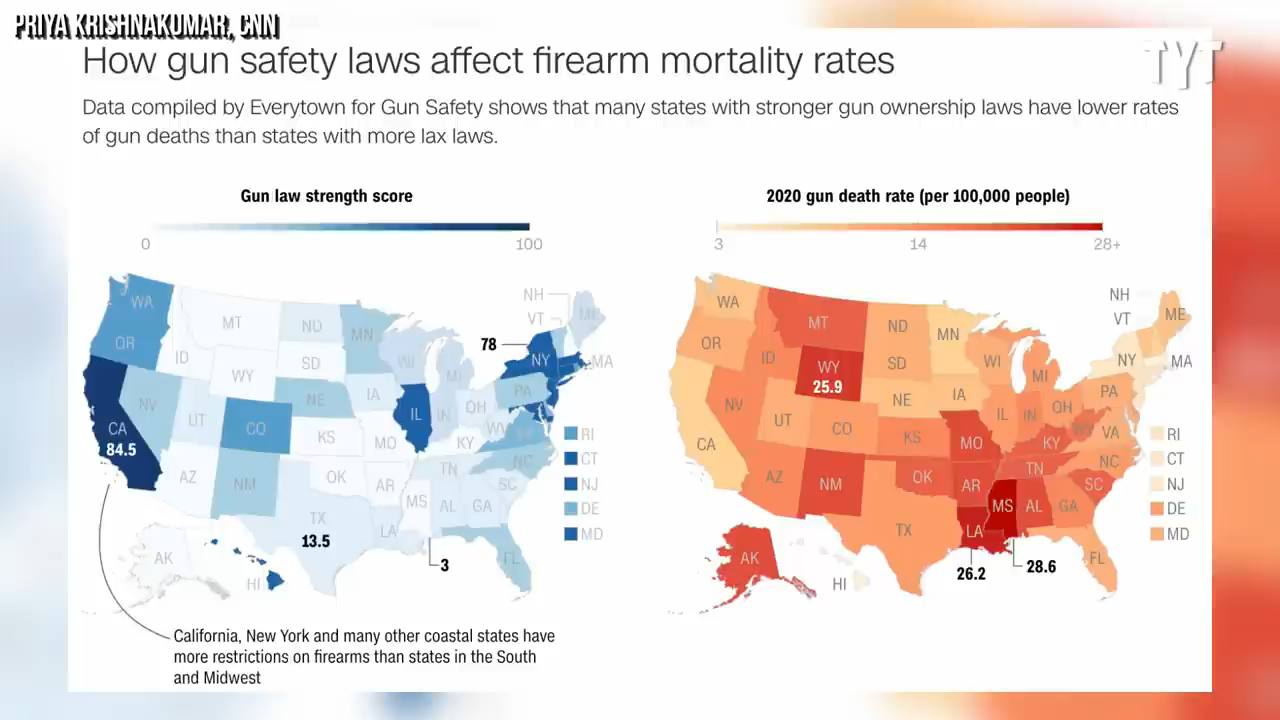 PRIYA KRISHNAKUMAR, CNN
TYT
How gun safety laws affect firearm mortality rates
Data compiled by Everytown for Gun Safety shows that many states with stronger gun ownership laws have lower rates
of gun deaths than states with more lax laws.
Gun law strength score
0 100
WA
MT
ND
MN
NH
VT
ME
OR
ID
SD
WI
MI
78
NY
MA
WY
NV
UT
CO
NE
IA
IL
IN
OH
PA
CA
84.5
KS
MO
KY
WV
VA
RI
AZ
NM
OK
AR
TN
NC
CT
TX
13.5
LA
MS
AL
GA
SC
NJ
DE
MD
AK
HI
3
FL
California, New York and many other coastal states have
more restrictions on firearms than states in the South
and Midwest
2020 gun death rate (per 100,000 people)
3 14 28+
WA
MT
ND
MN
NH
VT
ME
OR
ID
WY
25.9
SD
WI
MI
NY
MA
NV
UT
CO
NE
IA
IL
IN
OH
PA
CA
KS
MO
KY
WV
VA
RI
AZ
NM
OK
AR
TN
NC
CT
TX
LA
26.2
MS
28.6
AL
GA
SC
NJ
DE
MD
AK
HI
FL